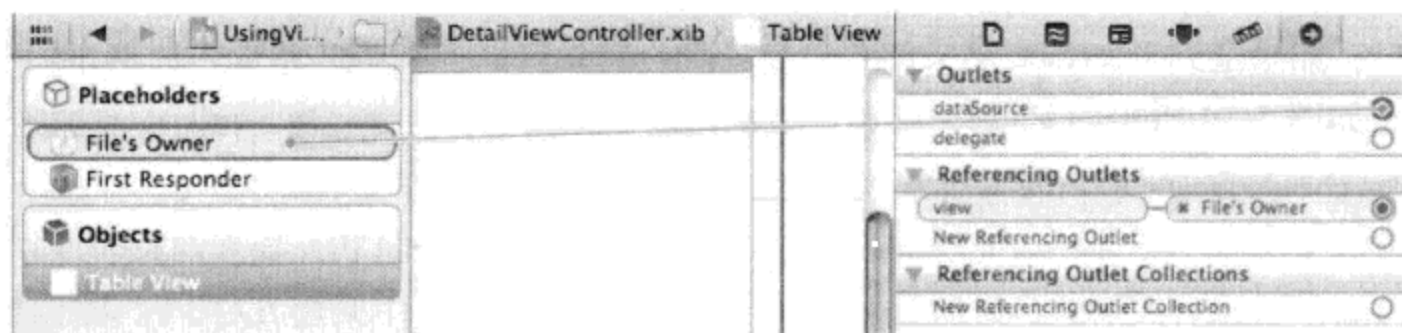 UsingVi... DetailViewController.xib Table View
Placeholders
File's Owner
First Responder
Objects
Table View
Outlets
dataSource
delegate
Referencing Outlets
view File's Owner
New Referencing Outlet
Referencing Outlet Collections
New Referencing Outlet Collection